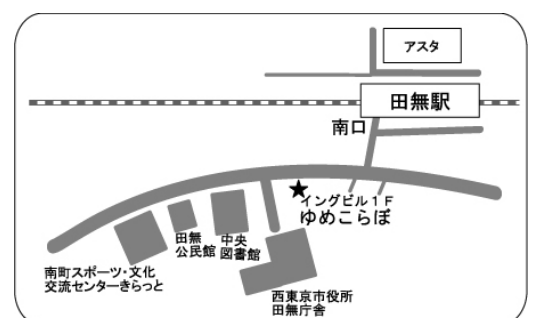 アスタ
田無駅
南口
イングビル1F
ゆめこらぼ
田無
公民館
中央
図書館
南町スポーツ・文化
交流センターきらっと
西東京市役所
田無庁舎